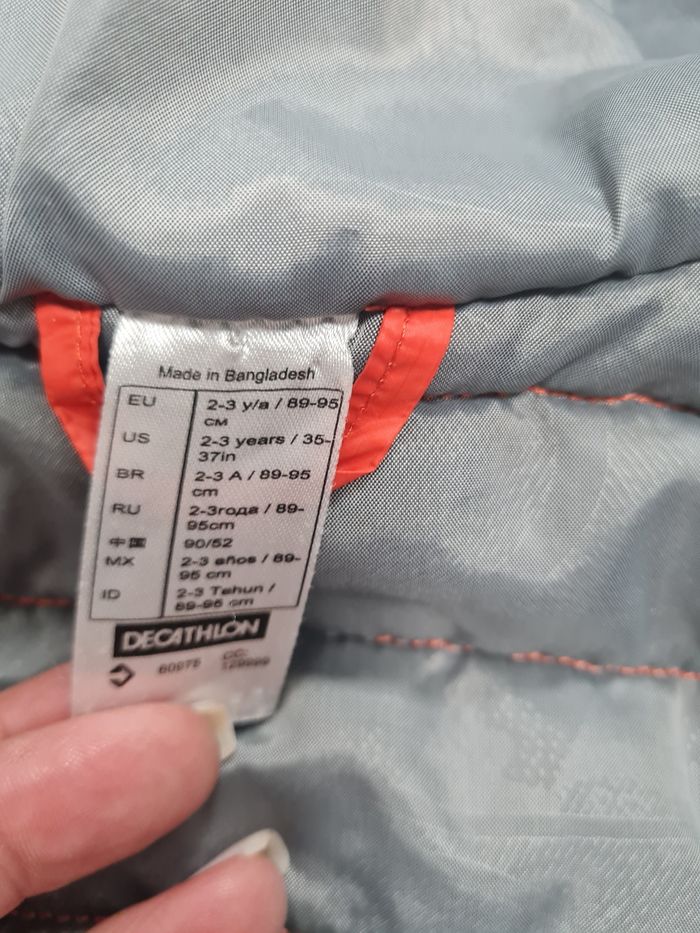 Made in Bangladesh
EU 2-3 y/a / 89-95
CM
US 2-3 years / 35-
37in
BR 2-3 A / 89-95
cm
RU 2-3года / 89-
95cm
中国 90/52
MX 2-3 años / 89-
95 cm
ID 2-3 Tahun /
89-95 cm
DECATHLON
CC: